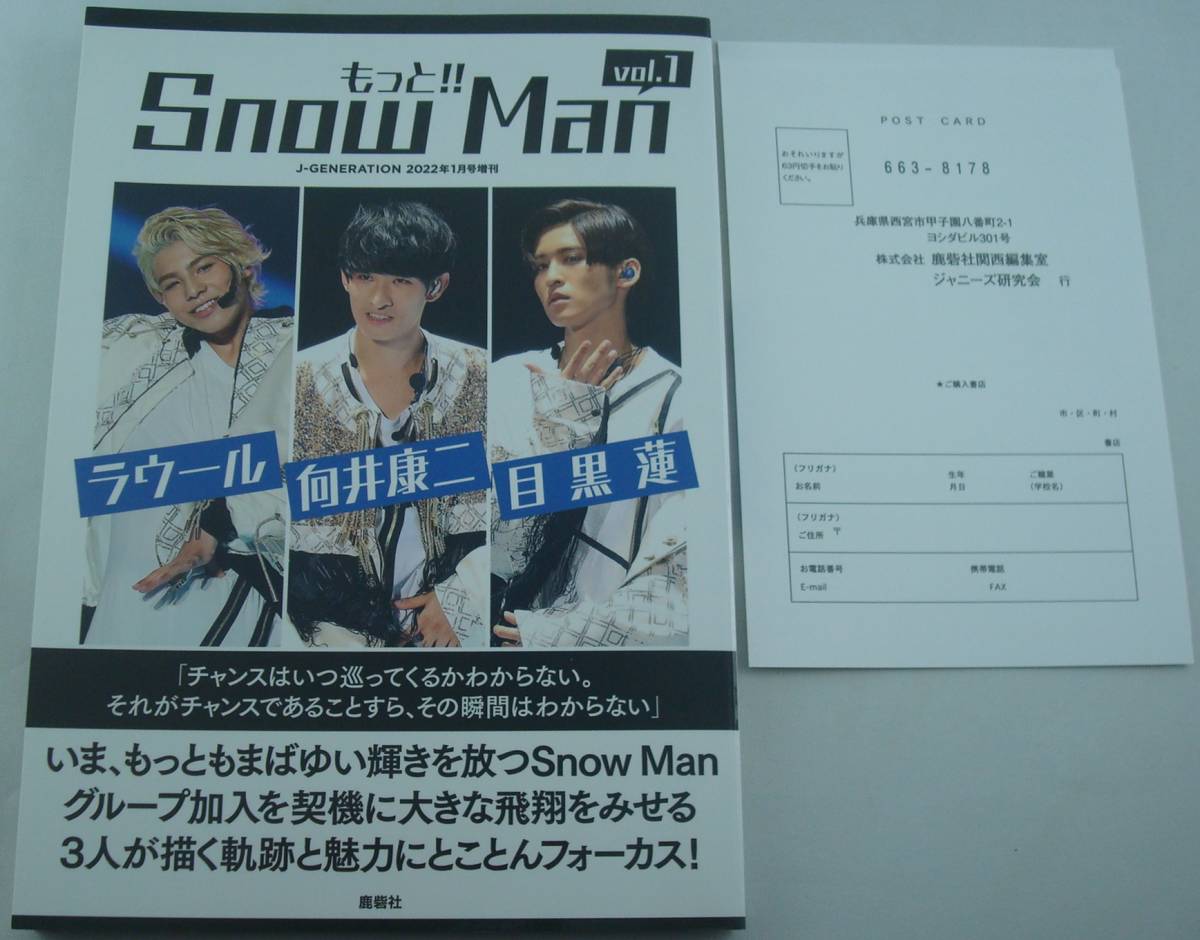 もっと!!
Snow Man
vol.1
J-GENERATION 2022年1月号増刊
ラウール
向井康二
目黒蓮
「チャンスはいつ巡ってくるかわからない。
それがチャンスであることすら、その瞬間はわからない」
いま、もっともまばゆい輝きを放つSnow Man
グループ加入を契機に大きな飛翔をみせる
3人が描く軌跡と魅力にとことんフォーカス!
鹿砦社
POST CARD
おそれいりますが
63円切手をお貼り
ください。
663-8178
兵庫県西宮市甲子園八番町2-1
ヨシダビル301号
株式会社 鹿砦社関西編集室
ジャニーズ研究会 行
★ご購入書店
市・区・町・村
書店
(フリガナ) 生年 ご職業
お名前 月日 (学校名)
(フリガナ)
ご住所 〒
お電話番号 携帯電話
E-mail FAX